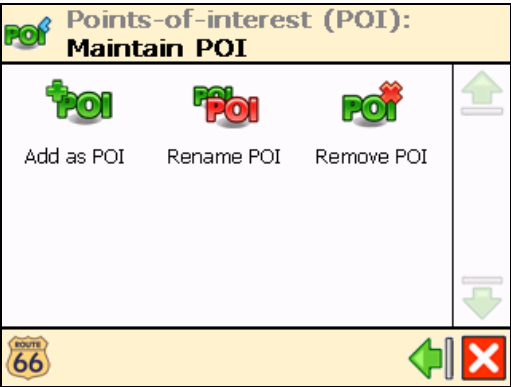 POI Points-of-interest (POI):
Maintain POI
POI POI POI POI
Add as POI Rename POI Remove POI
ROUTE
66